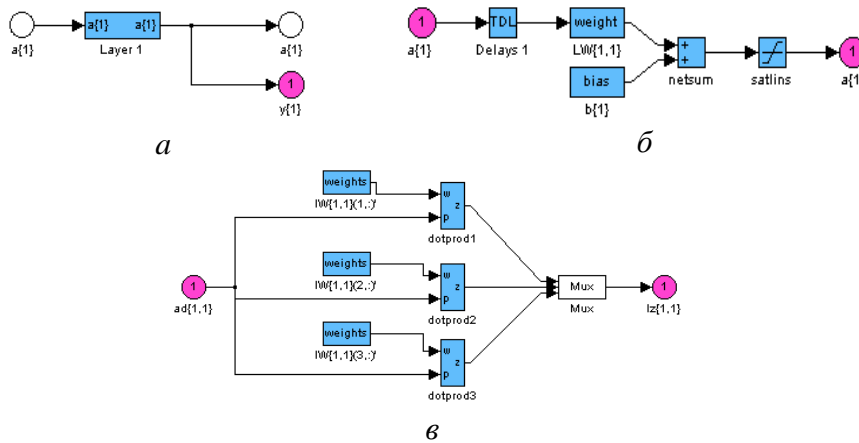 a{1} a{1}
a{1}
Layer 1
a{1}
1
y{1}
а
1
a{1}
TDL
Delays 1
weight
LW{1,1}
bias
b{1}
+
+
netsum
satlins
1
a{1
б
weights
IW{1,1}(1,:)'
w
p
z
dotprod1
1
ad{1,1}
weights
IW{1,1}(2,:)'
w
p
z
dotprod2
weights
IW{1,1}(3,:)'
w
p
z
dotprod3
Mux
Mux
1
Iz{1,1}
в